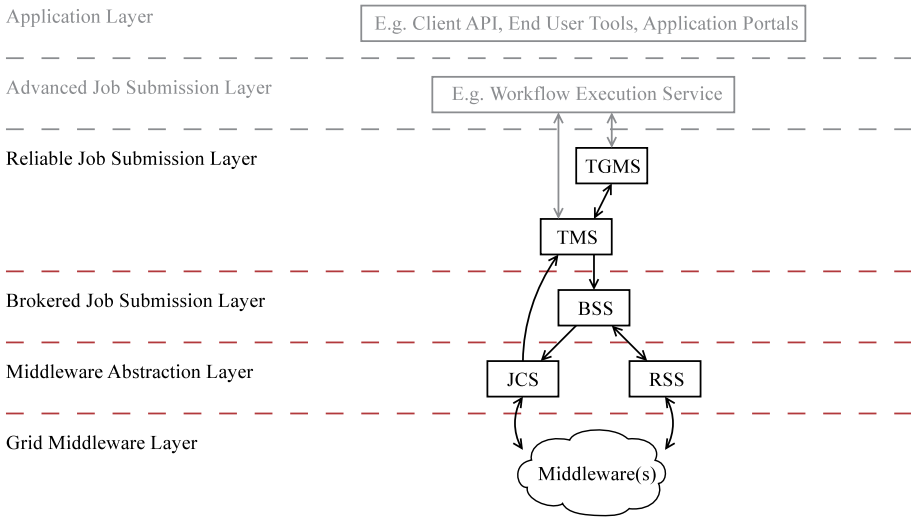 Application Layer
E.g. Client API, End User Tools, Application Portals
Advanced Job Submission Layer
E.g. Workflow Execution Service
Reliable Job Submission Layer
TGMS
TMS
Brokered Job Submission Layer
BSS
Middleware Abstraction Layer
JCS
RSS
Grid Middleware Layer
Middleware(s)